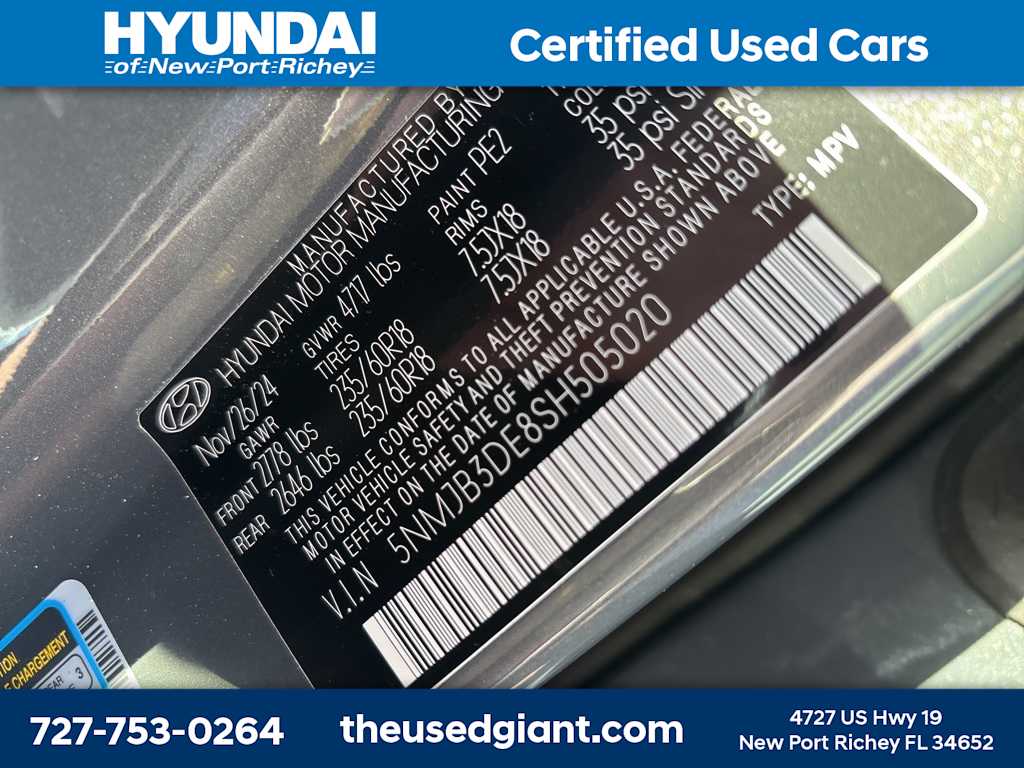 HYUNDAI
of New Port Richey
Certified Used Cars
MANUFACTURED BY
HYUNDAI MOTOR MANUFACTURING
Nov/26/24
GVWR 4717 lbs
PAINT PE2
GAWR
TIRES
RIMS
FRONT 2778 lbs
235/60R18
7.5JX18
35 psi
REAR 2646 lbs
235/60R18
7.5JX18
35 psi
THIS VEHICLE CONFORMS TO ALL APPLICABLE U.S.A. FEDERAL
MOTOR VEHICLE SAFETY AND THEFT PREVENTION STANDARDS
IN EFFECT ON THE DATE OF MANUFACTURE SHOWN ABOVE
V.I.N 5NMJB3DE8SH505020
TYPE: MPV
CHARGEMENT
3
727-753-0264
theusedgiant.com
4727 US Hwy 19
New Port Richey FL 34652